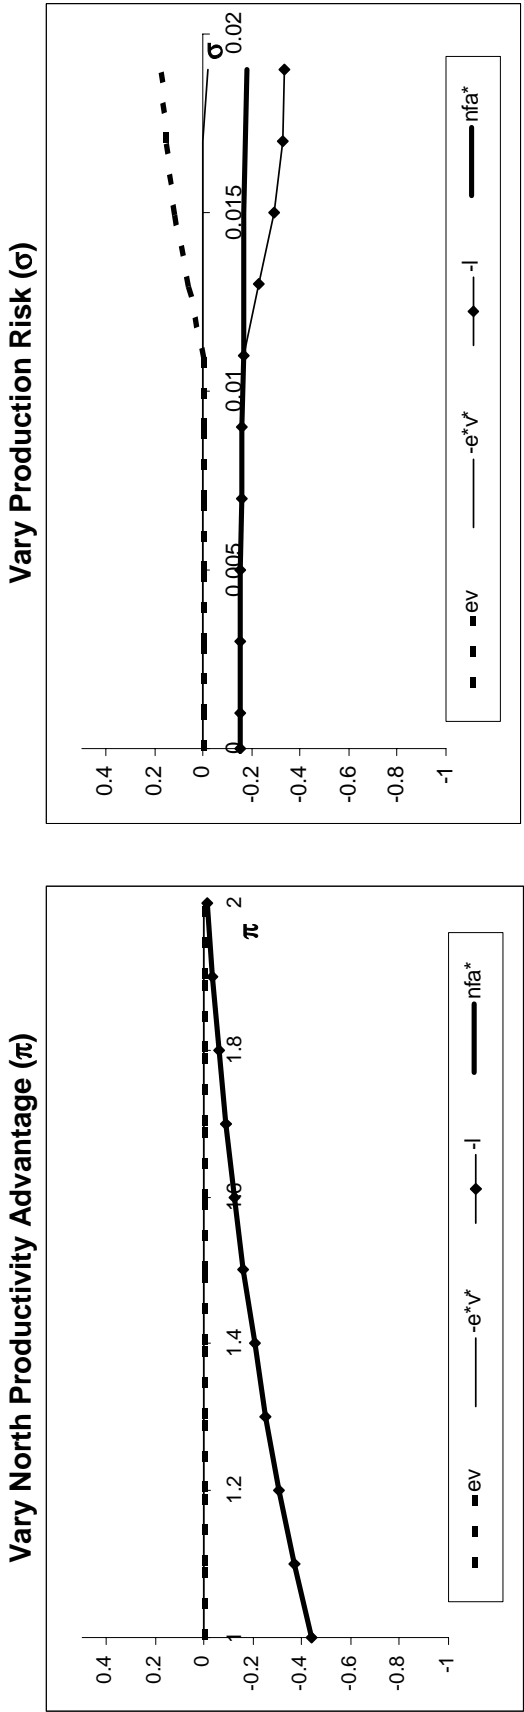 Vary North Productivity Advantage (π)
0.4
0.2
0
-0.2
-0.4
-0.6
-0.8
-1
1
1.2
1.4
1.6
1.8
2
π
ev
-e*v*
-l
nfa*
Vary Production Risk (σ)
0.4
0.2
0
-0.2
-0.4
-0.6
-0.8
-1
0
0.005
0.01
0.015
0.02
σ
ev
-e*v*
-l
nfa*